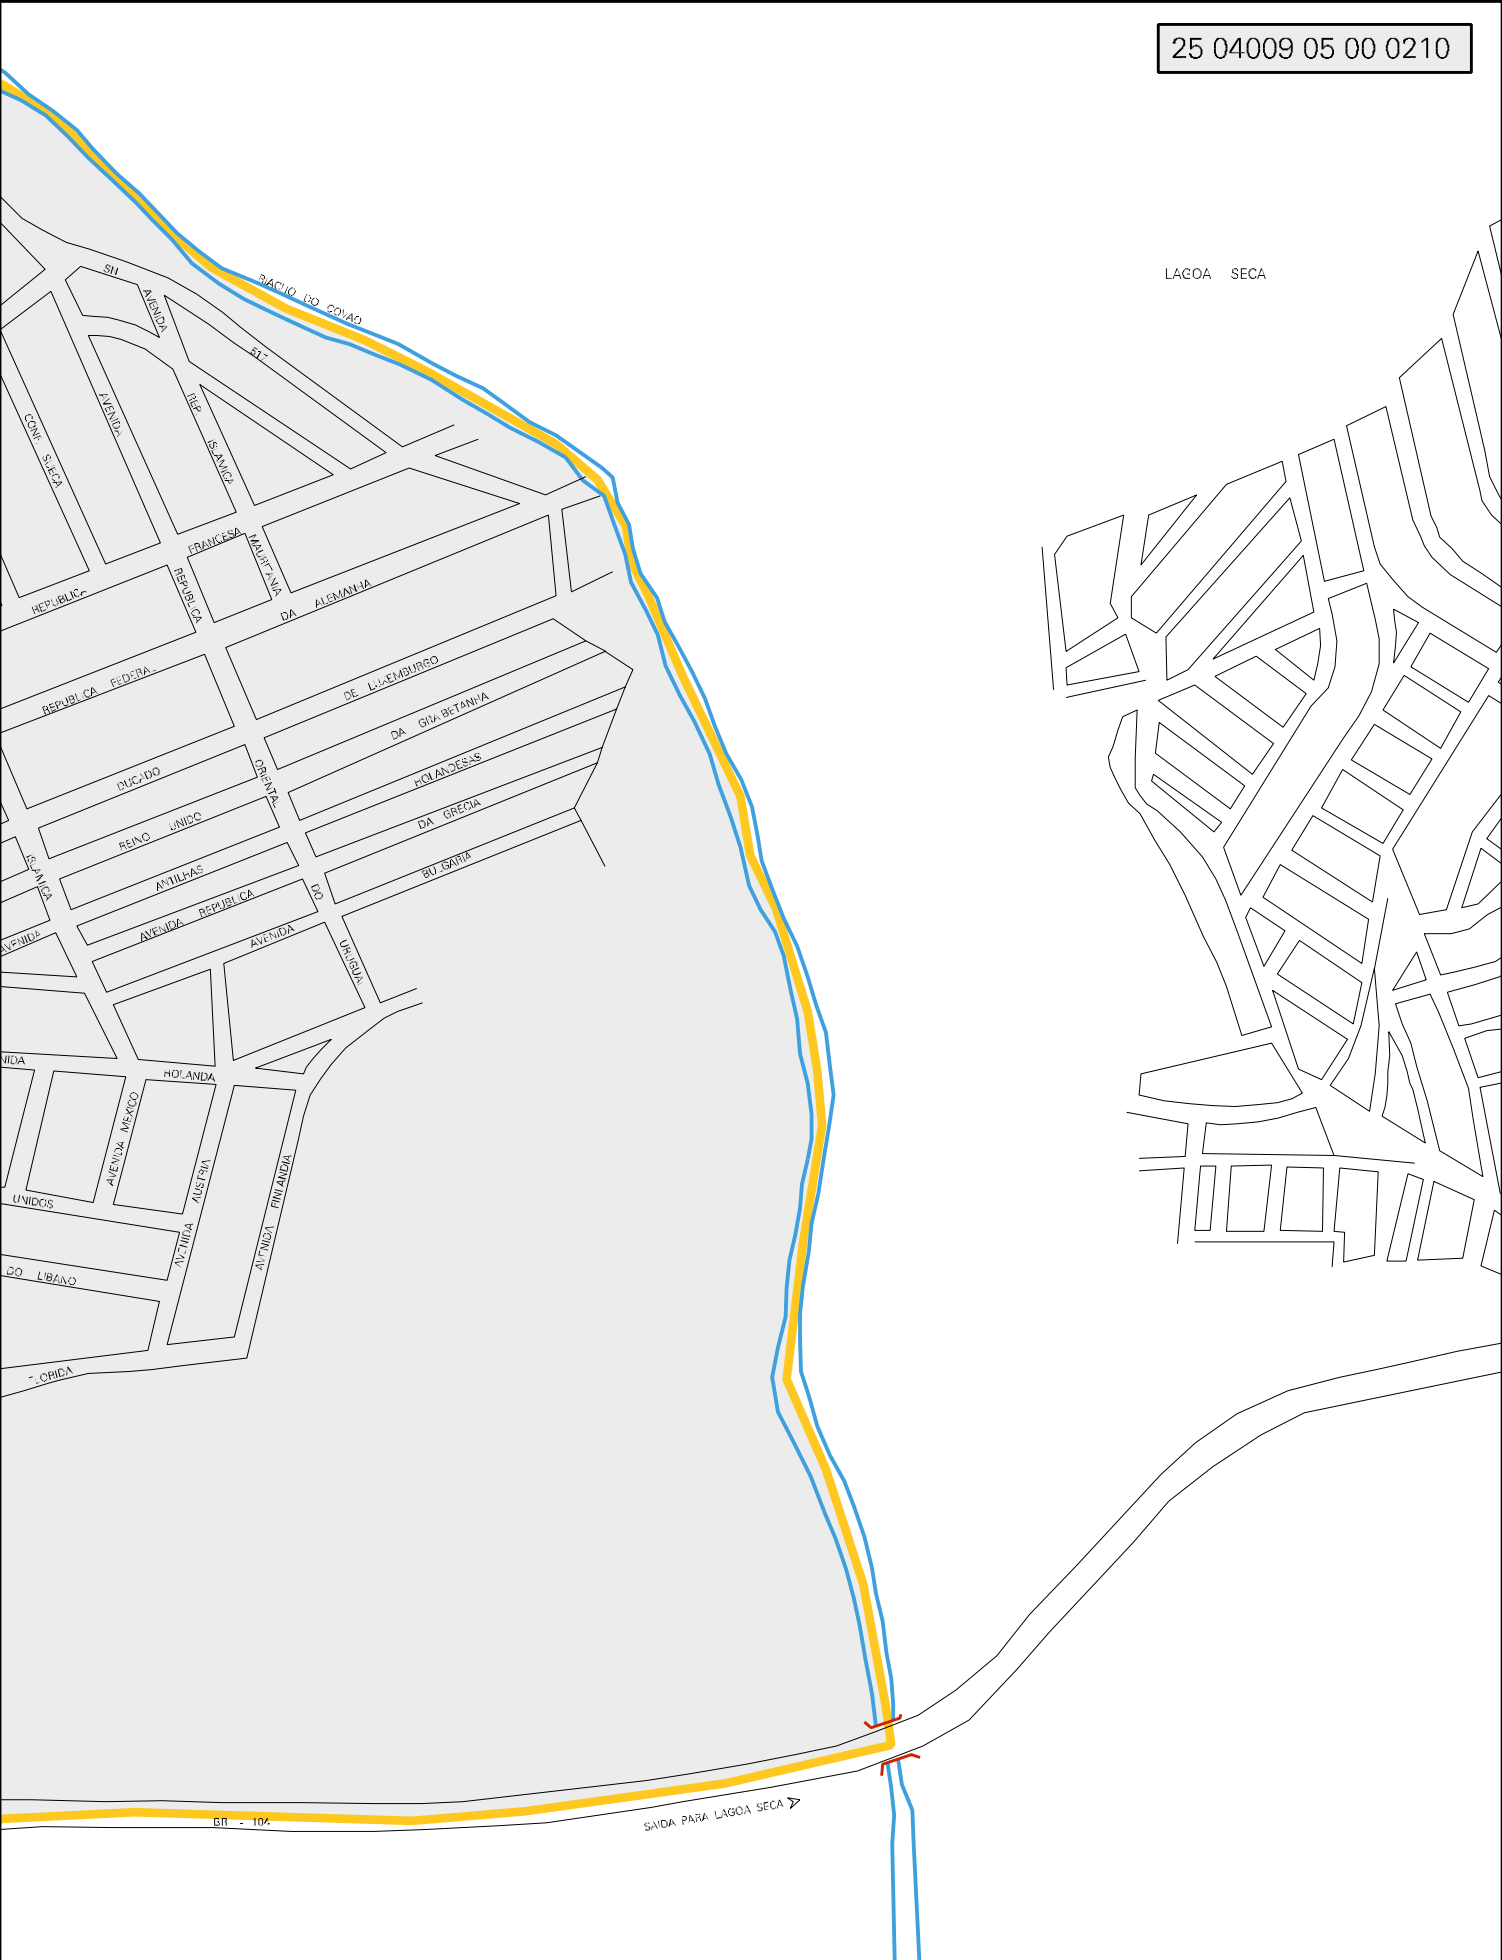 25 04009 05 00 0210
LAGOA SECA
RIACHO DO COVAO
SN
AVENIDA
517
CONF. SUECA
AVENIDA
REP. ISLAMICA
MAURITANIA
REPUBLICA FRANCESA
REPUBLICA
REPUBLICA FEDERAL DA ALEMANHA
DUCADO DE LUXEMBURGO
ORIENTAL
REINO UNIDO DA GRA BETANHA
ANTILHAS HOLANDESAS
AVENIDA REPUBLICA DA GRECIA
DO
AVENIDA BULGARIA
URUGUAI
ISLAMICA
AVENIDA
NIDA
HOLANDA
AVENIDA MEXICO
AVENIDA AUSTRIA
AVENIDA FINLANDIA
UNIDOS
DO LIBANO
FLORIDA
BR - 104
SAIDA PARA LAGOA SECA